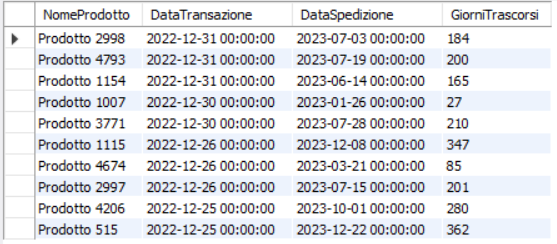 NomeProdotto DataTransazione DataSpedizione GiorniTrascorsi
Prodotto 2998 2022-12-31 00:00:00 2023-07-03 00:00:00 184
Prodotto 4793 2022-12-31 00:00:00 2023-07-19 00:00:00 200
Prodotto 1154 2022-12-31 00:00:00 2023-06-14 00:00:00 165
Prodotto 1007 2022-12-30 00:00:00 2023-01-26 00:00:00 27
Prodotto 3771 2022-12-30 00:00:00 2023-07-28 00:00:00 210
Prodotto 1115 2022-12-26 00:00:00 2023-12-08 00:00:00 347
Prodotto 4674 2022-12-26 00:00:00 2023-03-21 00:00:00 85
Prodotto 2997 2022-12-26 00:00:00 2023-07-15 00:00:00 201
Prodotto 4206 2022-12-25 00:00:00 2023-10-01 00:00:00 280
Prodotto 515 2022-12-25 00:00:00 2023-12-22 00:00:00 362